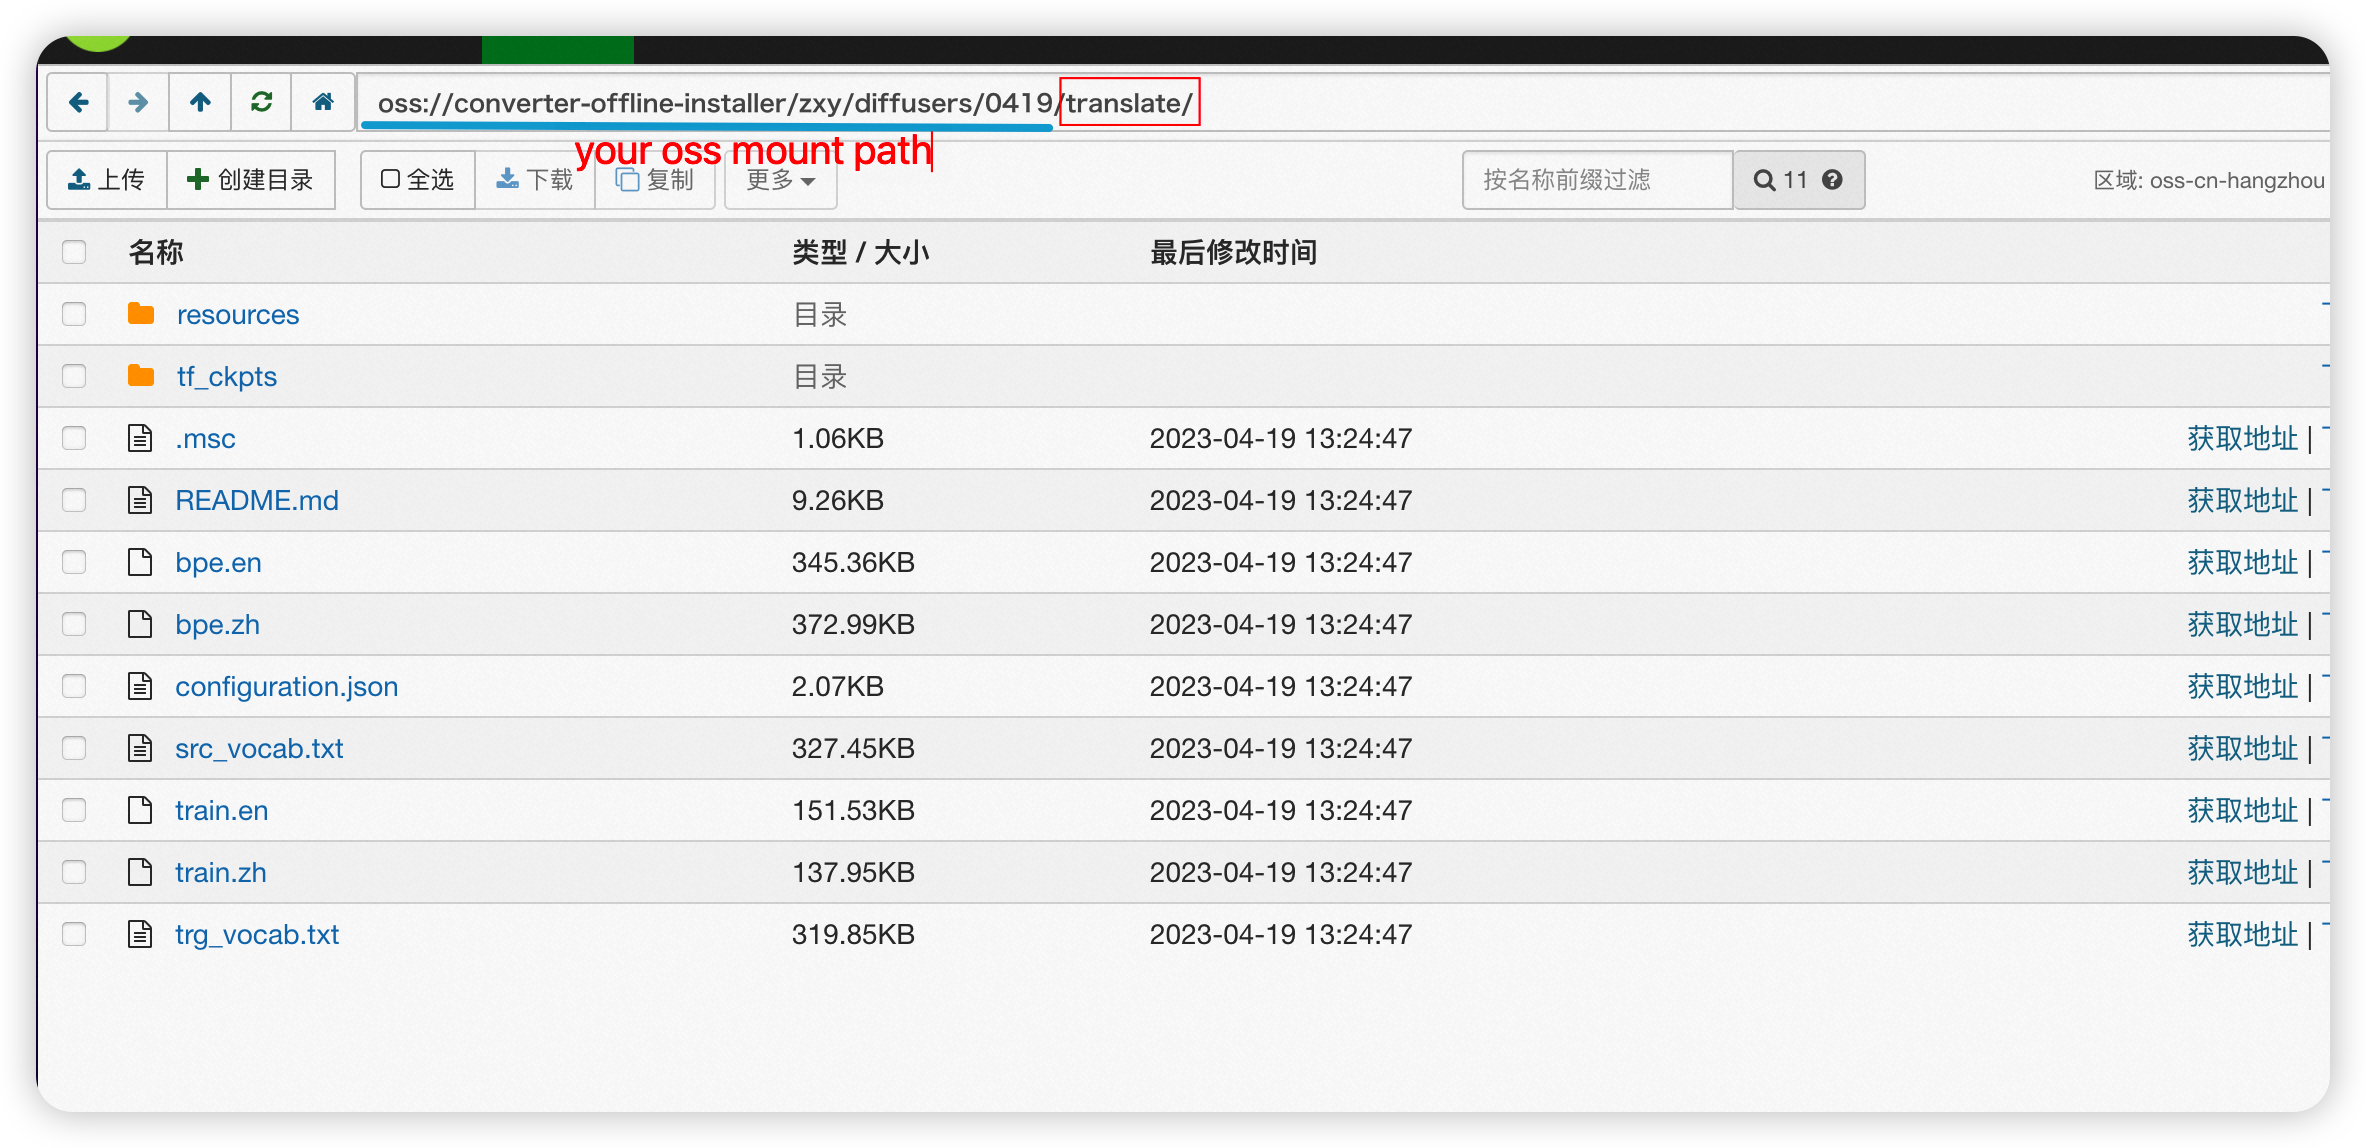 oss://converter-offline-installer/zxy/diffusers/0419/translate/
your oss mount path
上传 创建目录 全选 下载 复制 更多 按名称前缀过滤 11 区域: oss-cn-hangzhou
名称 类型 / 大小 最后修改时间
resources 目录
tf_ckpts 目录
.msc 1.06KB 2023-04-19 13:24:47 获取地址 |
README.md 9.26KB 2023-04-19 13:24:47 获取地址 |
bpe.en 345.36KB 2023-04-19 13:24:47 获取地址 |
bpe.zh 372.99KB 2023-04-19 13:24:47 获取地址 |
configuration.json 2.07KB 2023-04-19 13:24:47 获取地址 |
src_vocab.txt 327.45KB 2023-04-19 13:24:47 获取地址 |
train.en 151.53KB 2023-04-19 13:24:47 获取地址 |
train.zh 137.95KB 2023-04-19 13:24:47 获取地址 |
trg_vocab.txt 319.85KB 2023-04-19 13:24:47 获取地址 |